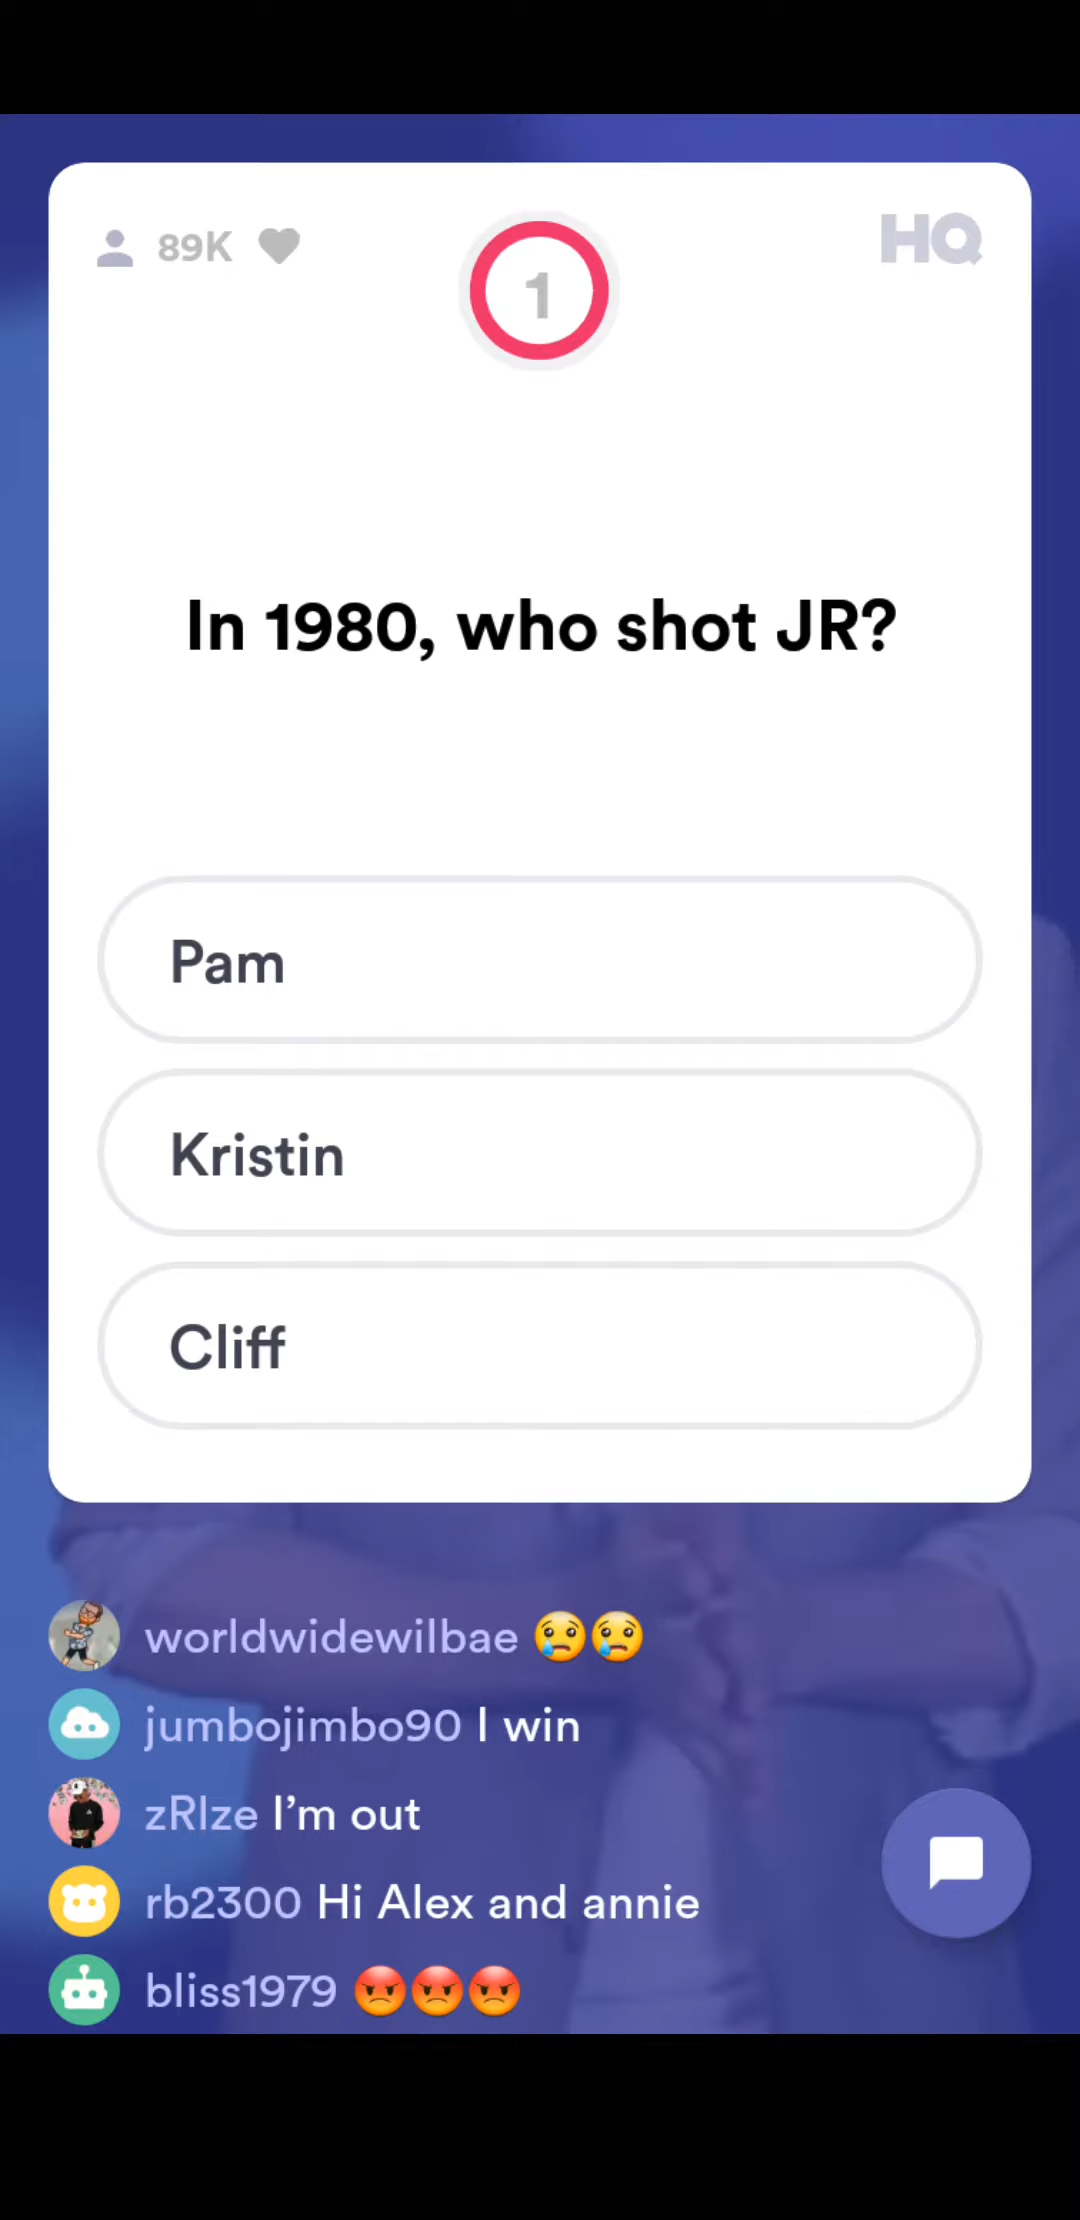 89K
1
HQ
In 1980, who shot JR?
Pam
Kristin
Cliff
worldwidewilbae 😢😢
jumbojimbo90 I win
zRIze I’m out
rb2300 Hi Alex and annie
bliss1979 😡😡😡